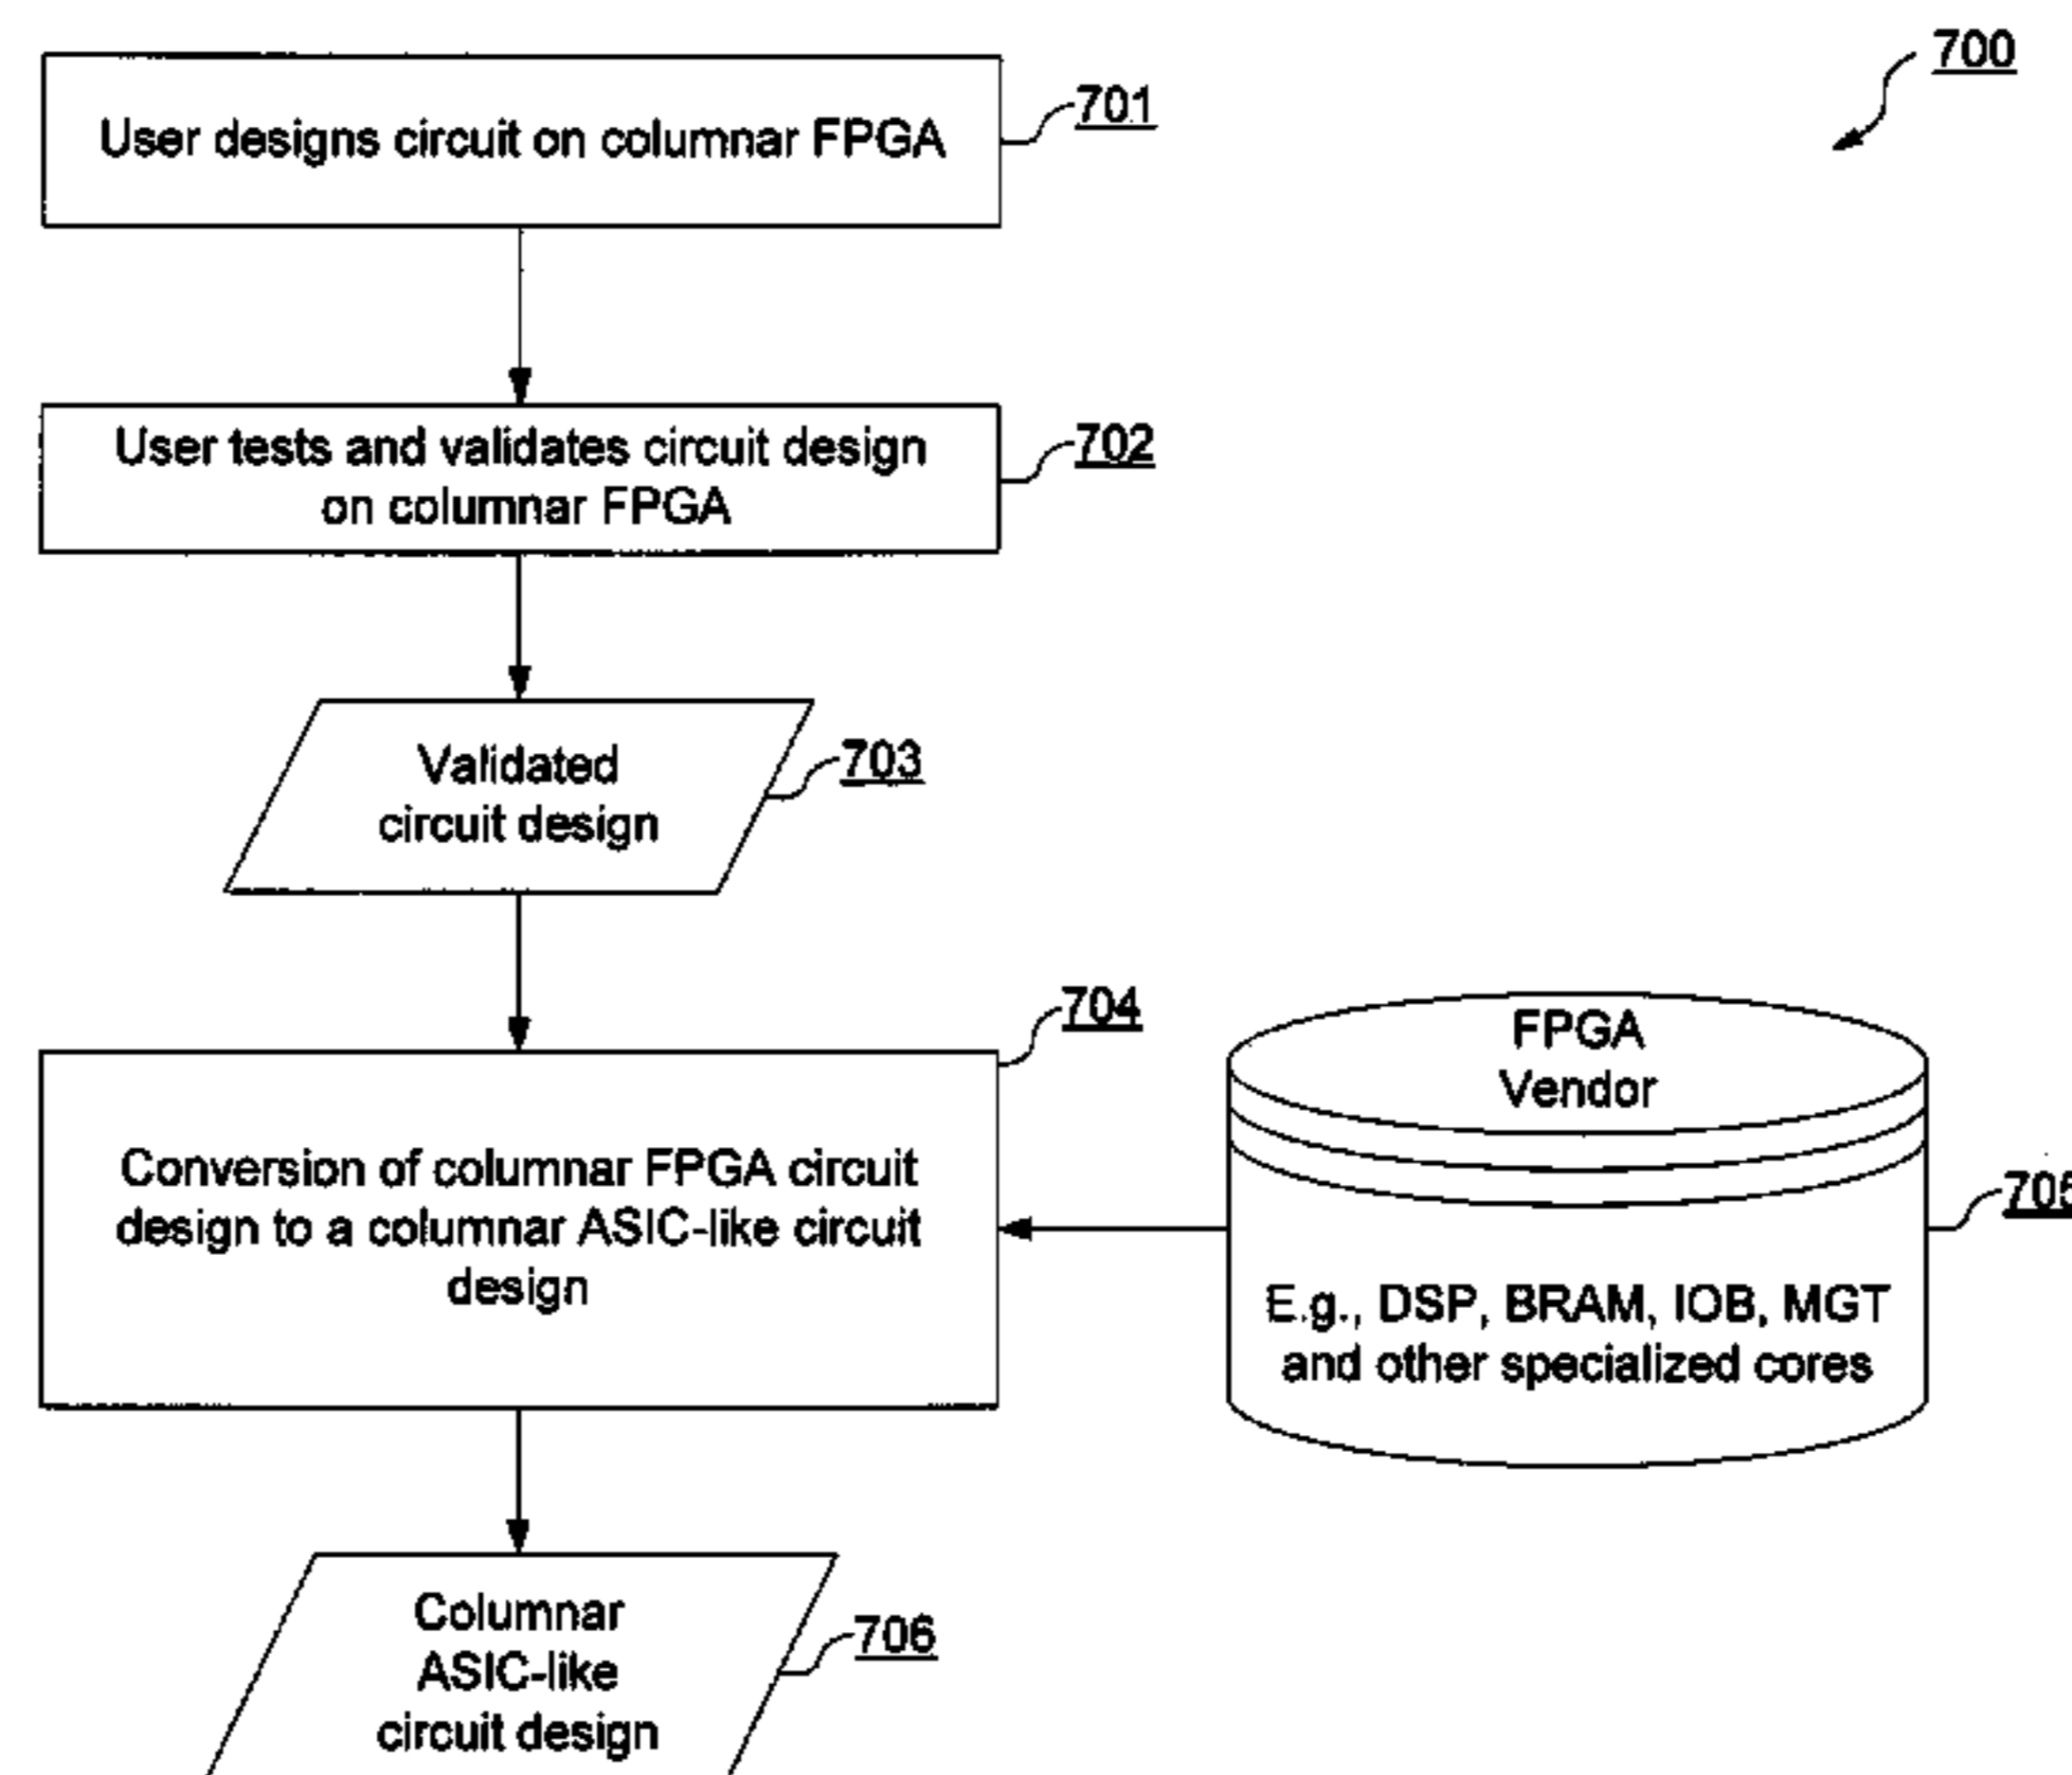 700
User designs circuit on columnar FPGA
701
User tests and validates circuit design
on columnar FPGA
702
Validated
circuit design
703
704
Conversion of columnar FPGA circuit
design to a columnar ASIC-like circuit
design
FPGA
Vendor
E.g., DSP, BRAM, IOB, MGT
and other specialized cores
705
Columnar
ASIC-like
circuit design
706